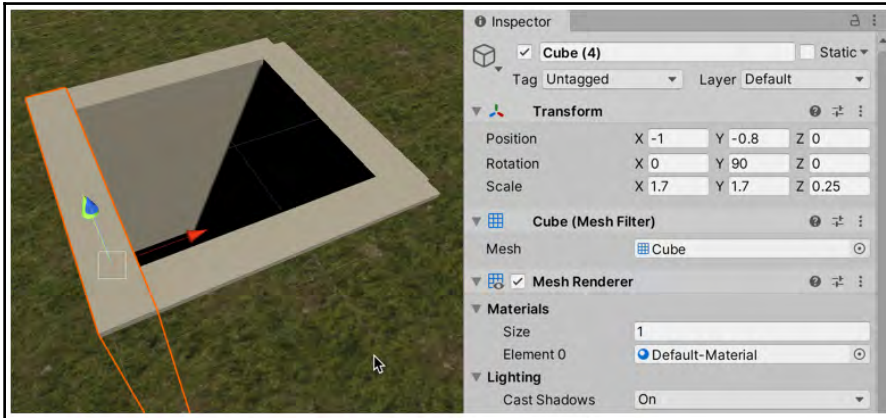 Inspector
Cube (4) Static
Tag Untagged Layer Default
Transform
Position X -1 Y -0.8 Z 0
Rotation X 0 Y 90 Z 0
Scale X 1.7 Y 1.7 Z 0.25
Cube (Mesh Filter)
Mesh Cube
Mesh Renderer
Materials
Size 1
Element 0 Default-Material
Lighting
Cast Shadows On